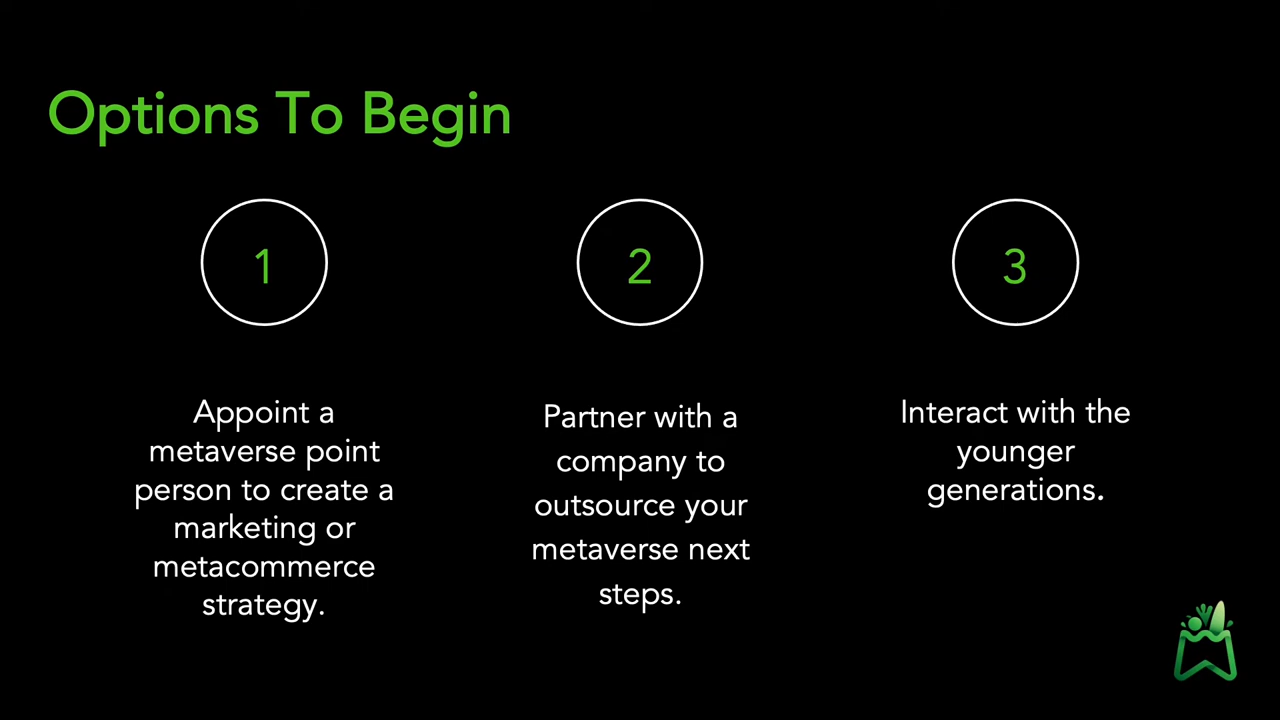 Options To Begin
1
Appoint a
metaverse point
person to create a
marketing or
metacommerce
strategy.
2
Partner with a
company to
outsource your
metaverse next
steps.
3
Interact with the
younger
generations.